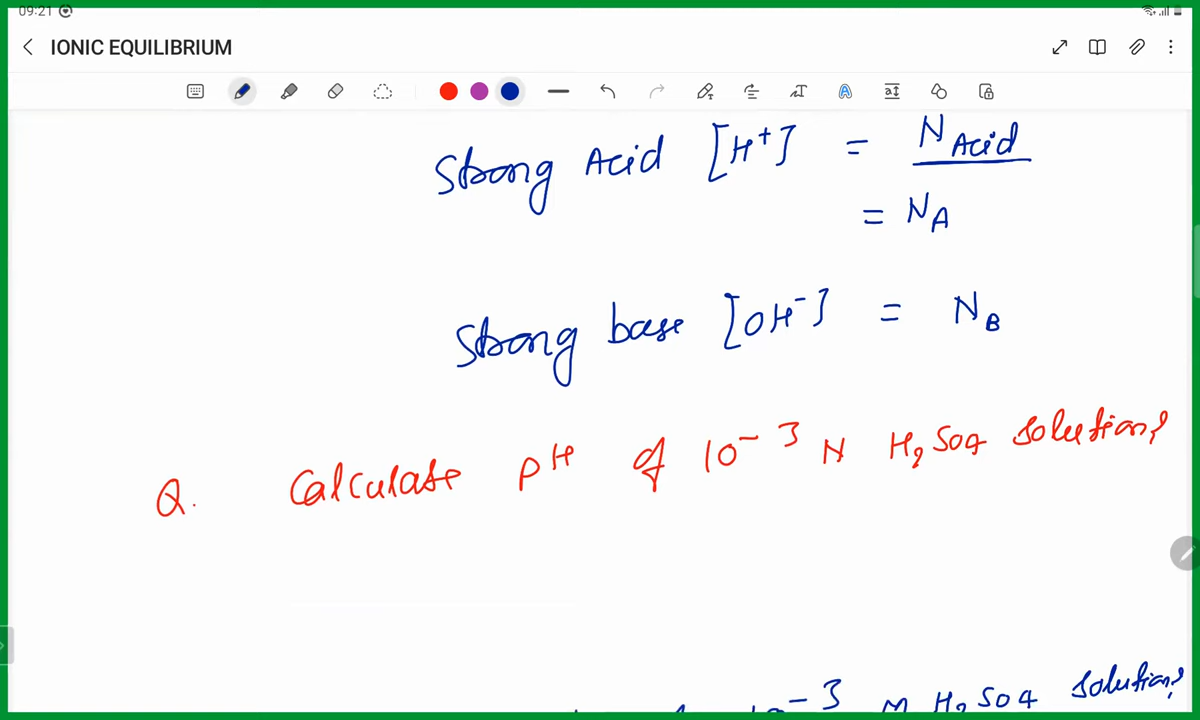 09:21
IONIC EQUILIBRIUM
Strong Acid [H⁺] = N Acid
= N_A
Strong base [OH⁻] = N_B
Q. Calculate pH of 10⁻³ N H₂SO4 solution?
10⁻³ M H₂SO4 solution?